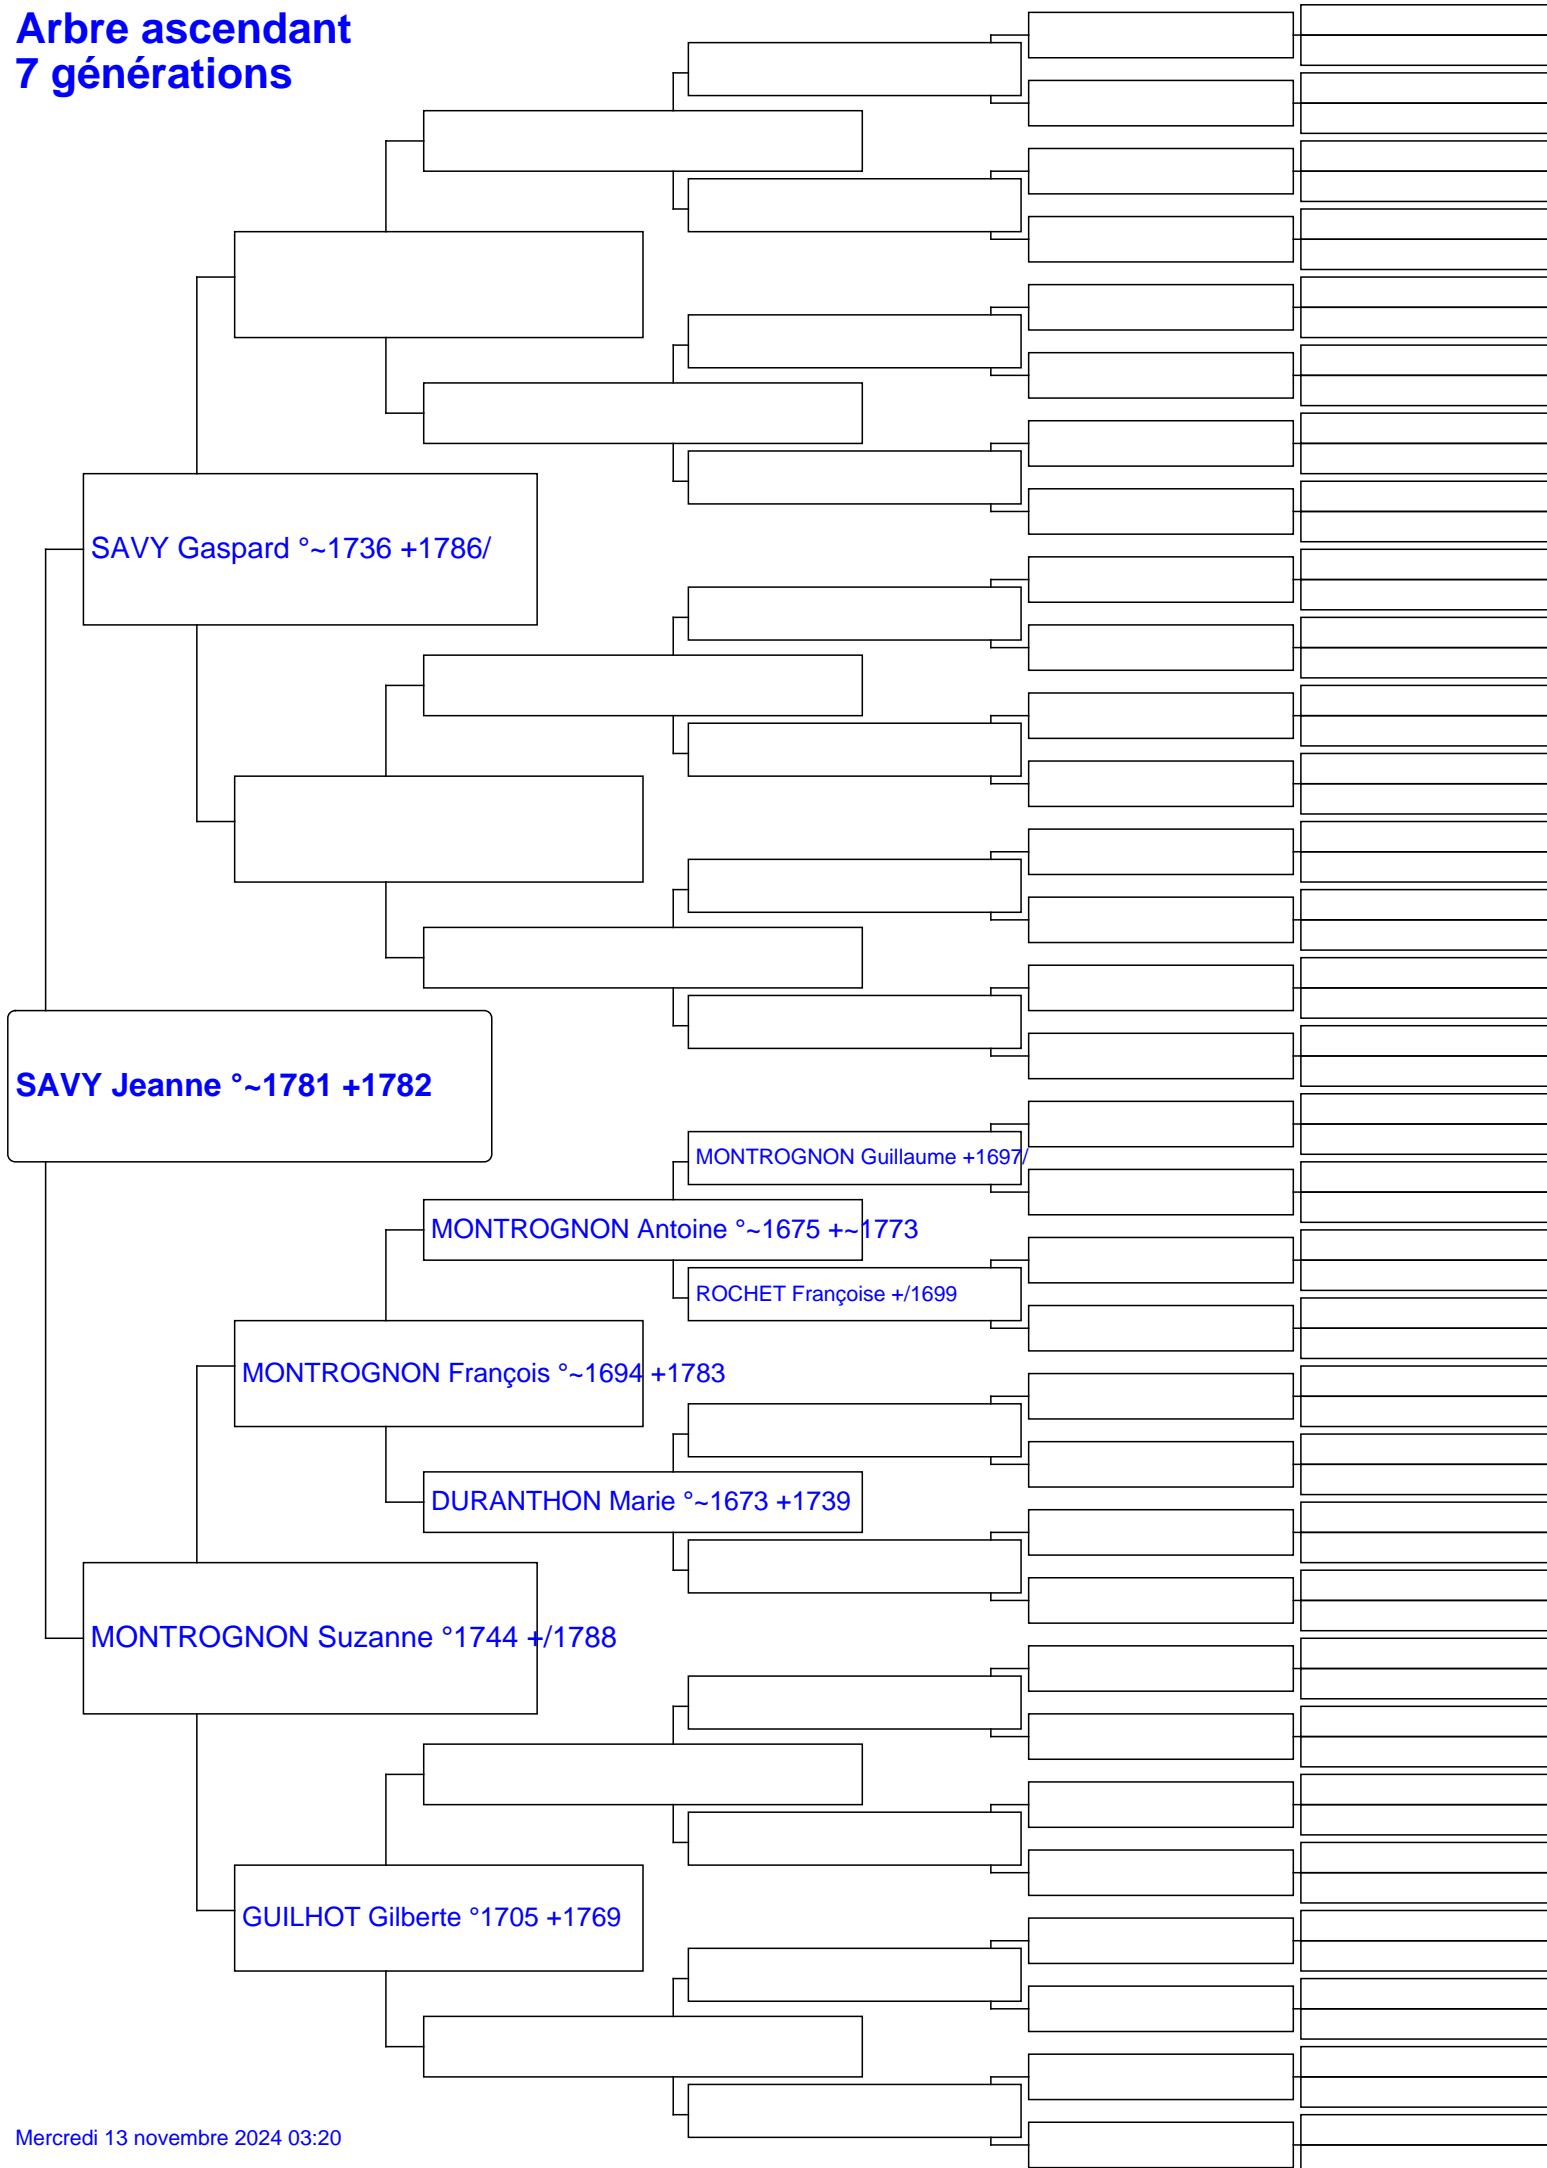 Arbre ascendant
7 générations
SAVY Gaspard °~1736 +1786/
SAVY Jeanne °~1781 +1782
MONTROGNON Guillaume +1697/
MONTROGNON Antoine °~1675 +~1773
ROCHET Françoise +/1699
MONTROGNON François °~1694 +1783
DURANTHON Marie °~1673 +1739
MONTROGNON Suzanne °1744 +/1788
GUILHOT Gilberte °1705 +1769
Mercredi 13 novembre 2024 03:20